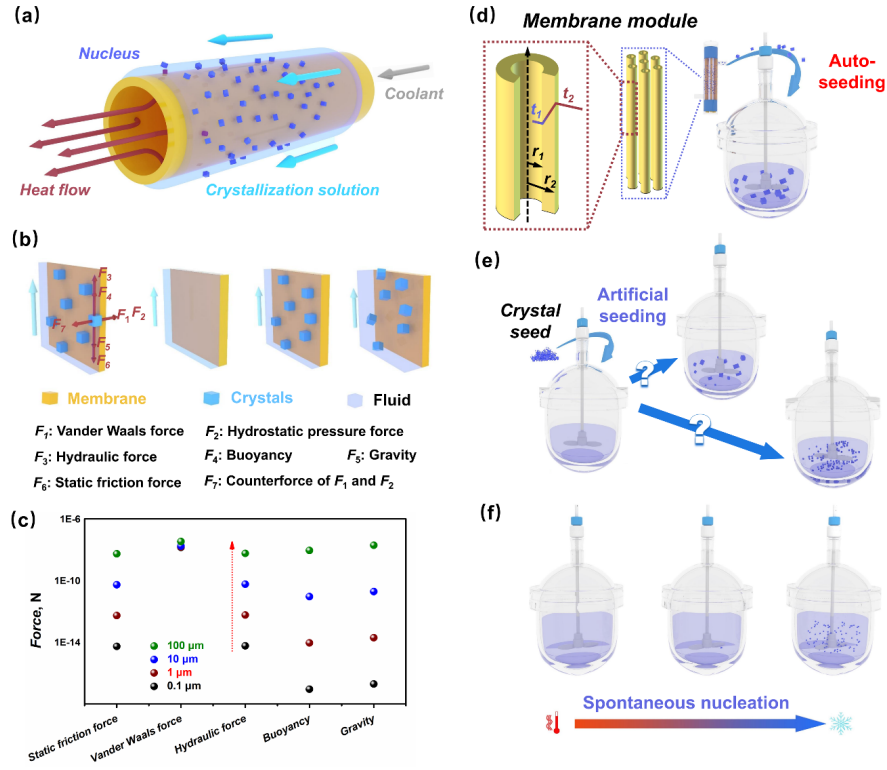 (a)
Nucleus
Coolant
Heat flow
Crystallization solution
(b)
F3
F4
F1 F2
F7
F5
F6
Membrane
Crystals
Fluid
F1: Vander Waals force
F2: Hydrostatic pressure force
F3: Hydraulic force
F4: Buoyancy
F5: Gravity
F6: Static friction force
F7: Counterforce of F1 and F2
(c)
1E-6
1E-10
1E-14
Force, N
100 μm
10 μm
1 μm
0.1 μm
Static friction force
Vander Waals force
Hydraulic force
Buoyancy
Gravity
(d)
Membrane module
t1
t2
r1
r2
Auto-
seeding
(e)
Crystal
seed
Artificial
seeding
?
?
(f)
Spontaneous nucleation